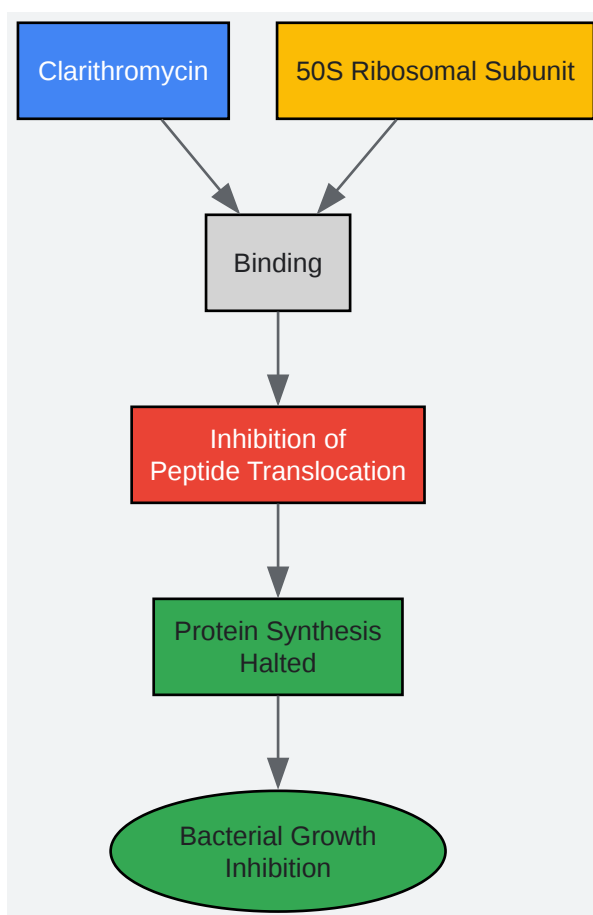 Clarithromycin
50S Ribosomal Subunit
Binding
Inhibition of
Peptide Translocation
Protein Synthesis
Halted
Bacterial Growth
Inhibition